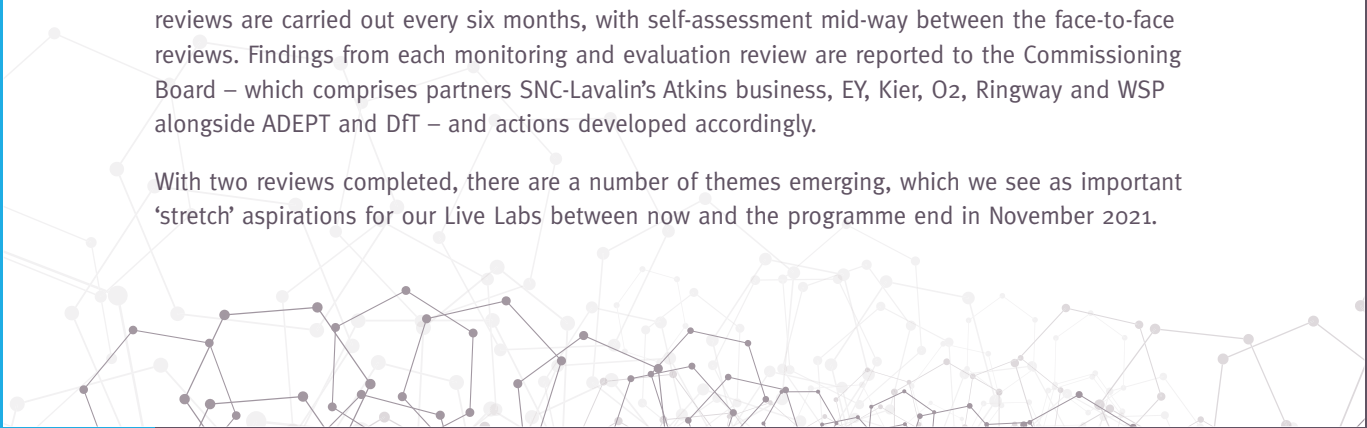 reviews are carried out every six months, with self-assessment mid-way between the face-to-face
reviews. Findings from each monitoring and evaluation review are reported to the Commissioning
Board – which comprises partners SNC-Lavalin’s Atkins business, EY, Kier, O2, Ringway and WSP
alongside ADEPT and DfT – and actions developed accordingly.
With two reviews completed, there are a number of themes emerging, which we see as important
‘stretch’ aspirations for our Live Labs between now and the programme end in November 2021.